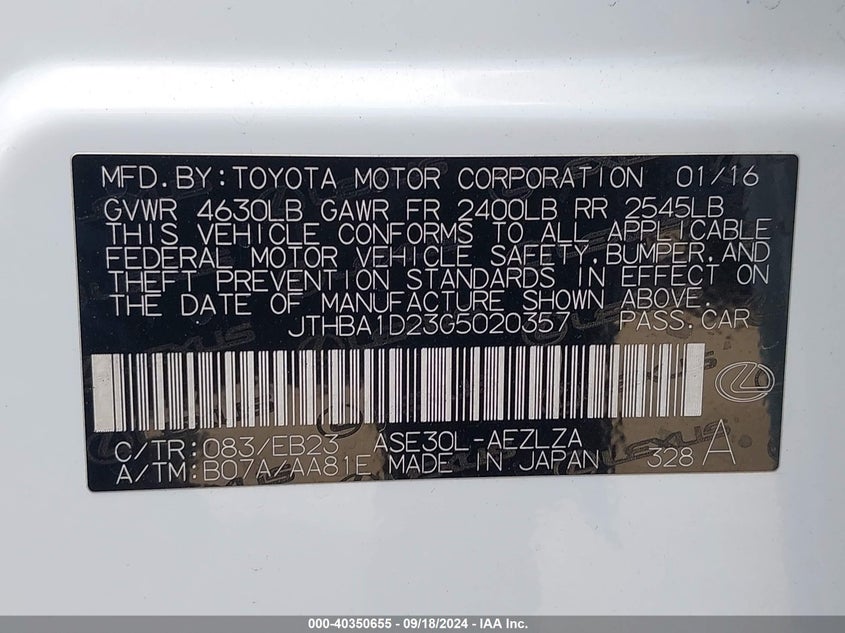 MFD.BY:TOYOTA MOTOR CORPORATION 01/16
GVWR 4630LB GAWR FR 2400LB RR 2545LB
THIS VEHICLE CONFORMS TO ALL APPLICABLE
FEDERAL MOTOR VEHICLE SAFETY,BUMPER,AND
THEFT PREVENTION STANDARDS IN EFFECT ON
THE DATE OF MANUFACTURE SHOWN ABOVE.
JTHBA1D23G5020357 PASS.CAR
C/TR:083/EB23 ASE30L-AEZLZA
A/TM:B07A/AA81E MADE-IN JAPAN 328 A
LEXUS
000-40350655 - 09/18/2024 - IAA Inc.